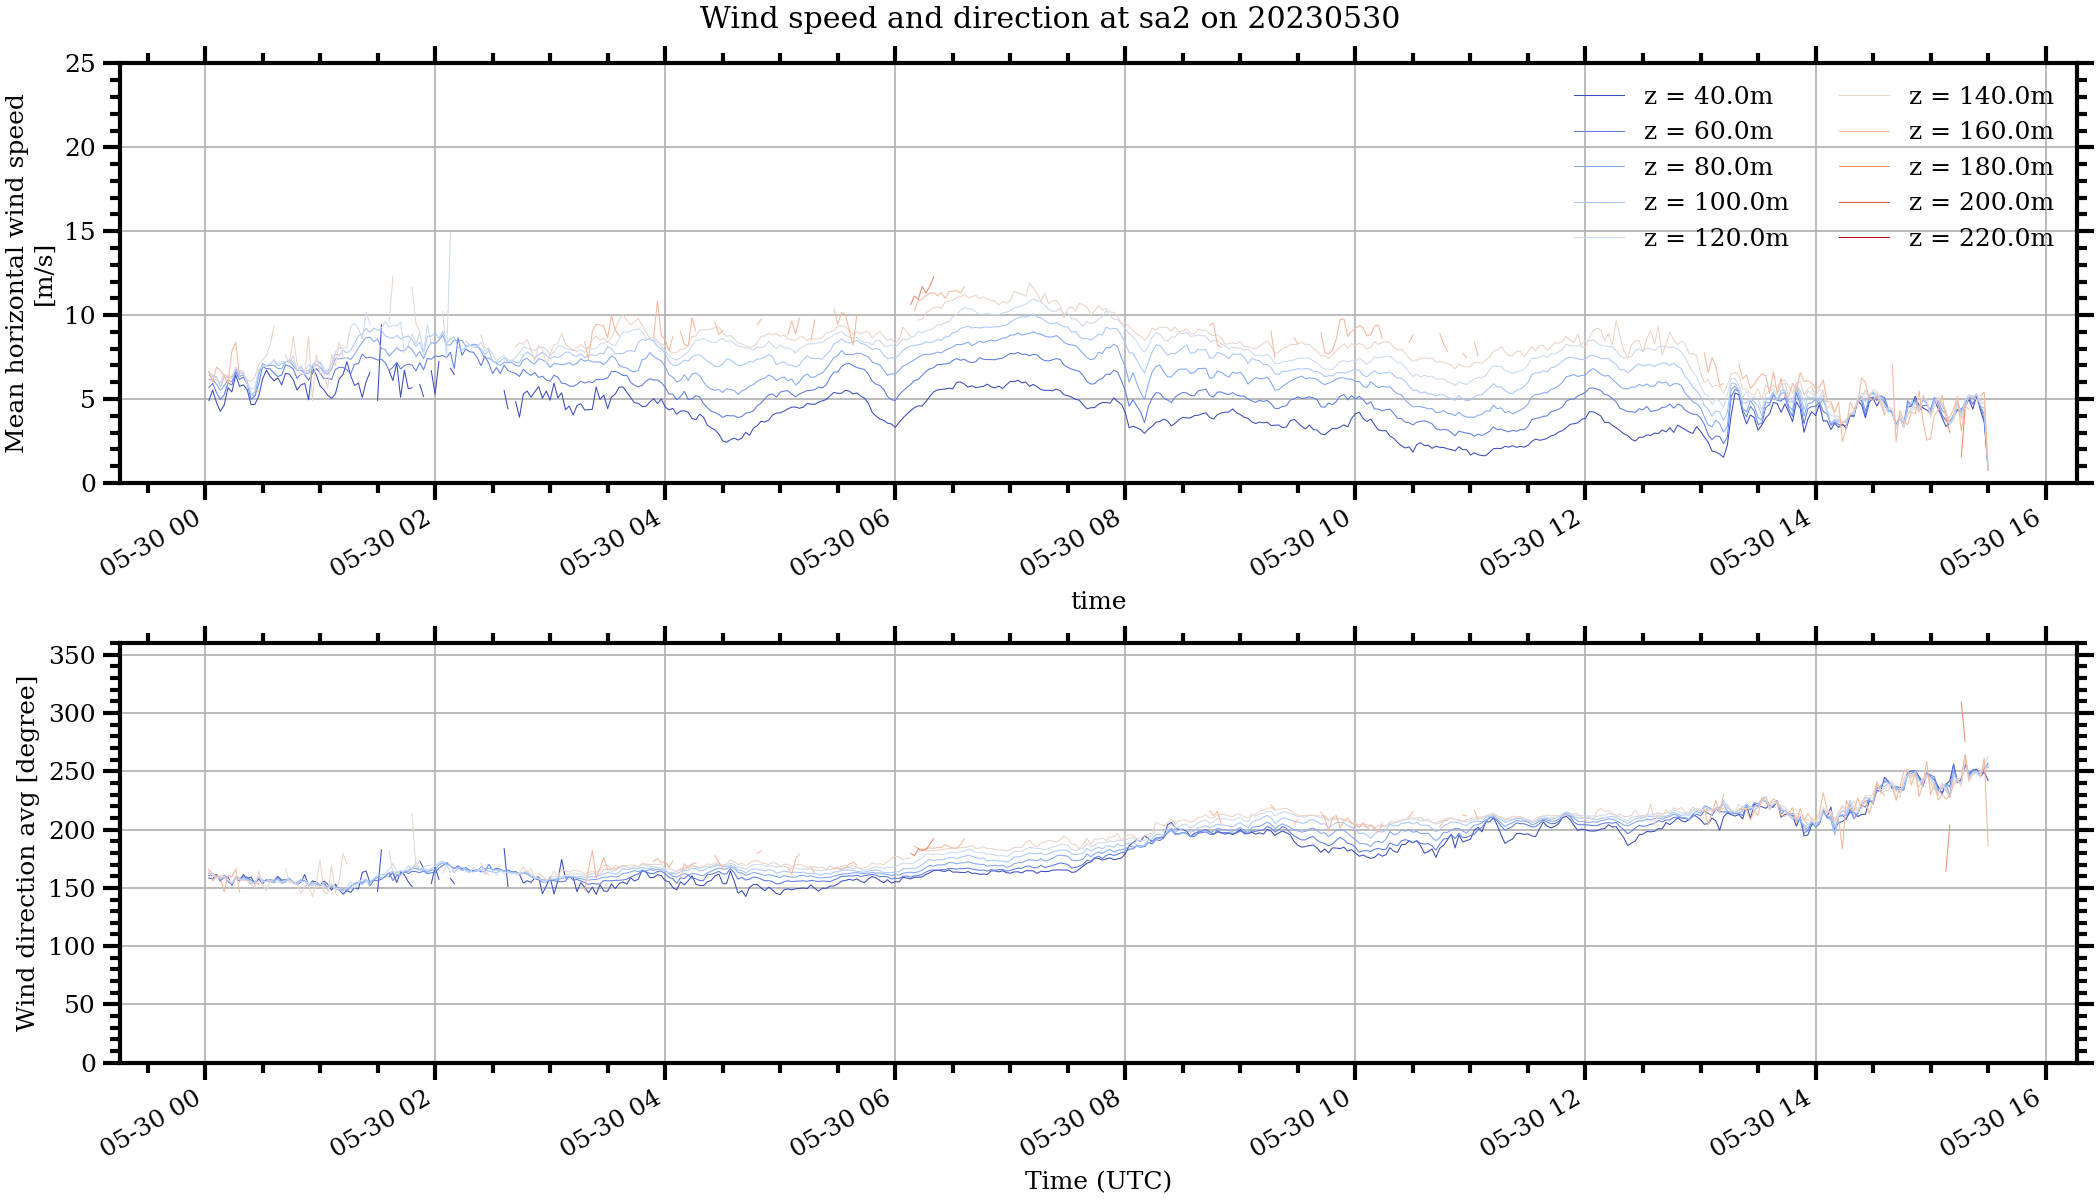 Wind speed and direction at sa2 on 20230530
Mean horizontal wind speed
[m/s]
25
20
15
10
5
0
z = 40.0m
z = 60.0m
z = 80.0m
z = 100.0m
z = 120.0m
z = 140.0m
z = 160.0m
z = 180.0m
z = 200.0m
z = 220.0m
05-30 00
05-30 02
05-30 04
05-30 06
05-30 08
05-30 10
05-30 12
05-30 14
05-30 16
time
Wind direction avg [degree]
350
300
250
200
150
100
50
0
05-30 00
05-30 02
05-30 04
05-30 06
05-30 08
05-30 10
05-30 12
05-30 14
05-30 16
Time (UTC)